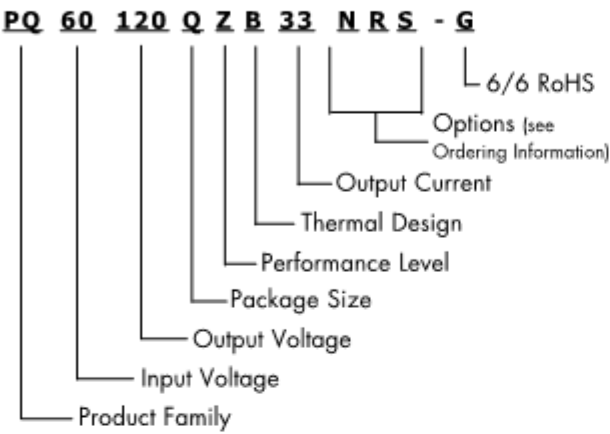 PQ 60 120 Q Z B 33 N R S - G
6/6 RoHS
Options (see
Ordering Information)
Output Current
Thermal Design
Performance Level
Package Size
Output Voltage
Input Voltage
Product Family